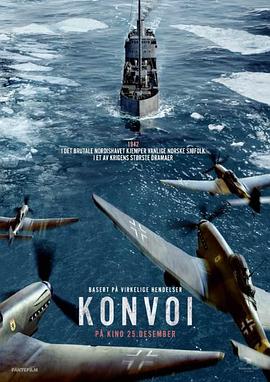 1942
I DET BRUTALE NORDISHAVET KJEMPER VANLIGE NORSKE SJØFOLK
I ET AV KRIGENS STØRSTE DRAMAER
BASERT PÅ VIRKELIGE HENDELSER
KONVOI
PÅ KINO 25.DESEMBER
FANTEFILM